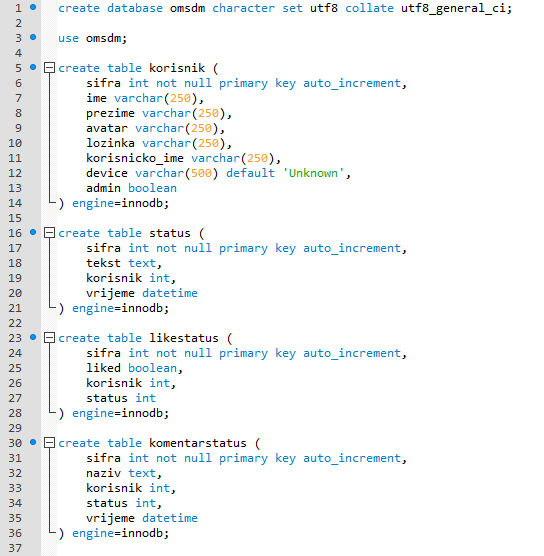 1 create database omsdm character set utf8 collate utf8_general_ci;
2
3 use omsdm;
4
5 create table korisnik (
6 sifra int not null primary key auto_increment,
7 ime varchar(250),
8 prezime varchar(250),
9 avatar varchar(250),
10 lozinka varchar(250),
11 korisnicko_ime varchar(250),
12 device varchar(500) default 'Unknown',
13 admin boolean
14 ) engine=innodb;
15
16 create table status (
17 sifra int not null primary key auto_increment,
18 tekst text,
19 korisnik int,
20 vrijeme datetime
21 ) engine=innodb;
22
23 create table likestatus (
24 sifra int not null primary key auto_increment,
25 liked boolean,
26 korisnik int,
27 status int
28 ) engine=innodb;
29
30 create table komentarstatus (
31 sifra int not null primary key auto_increment,
32 naziv text,
33 korisnik int,
34 status int,
35 vrijeme datetime
36 ) engine=innodb;
37